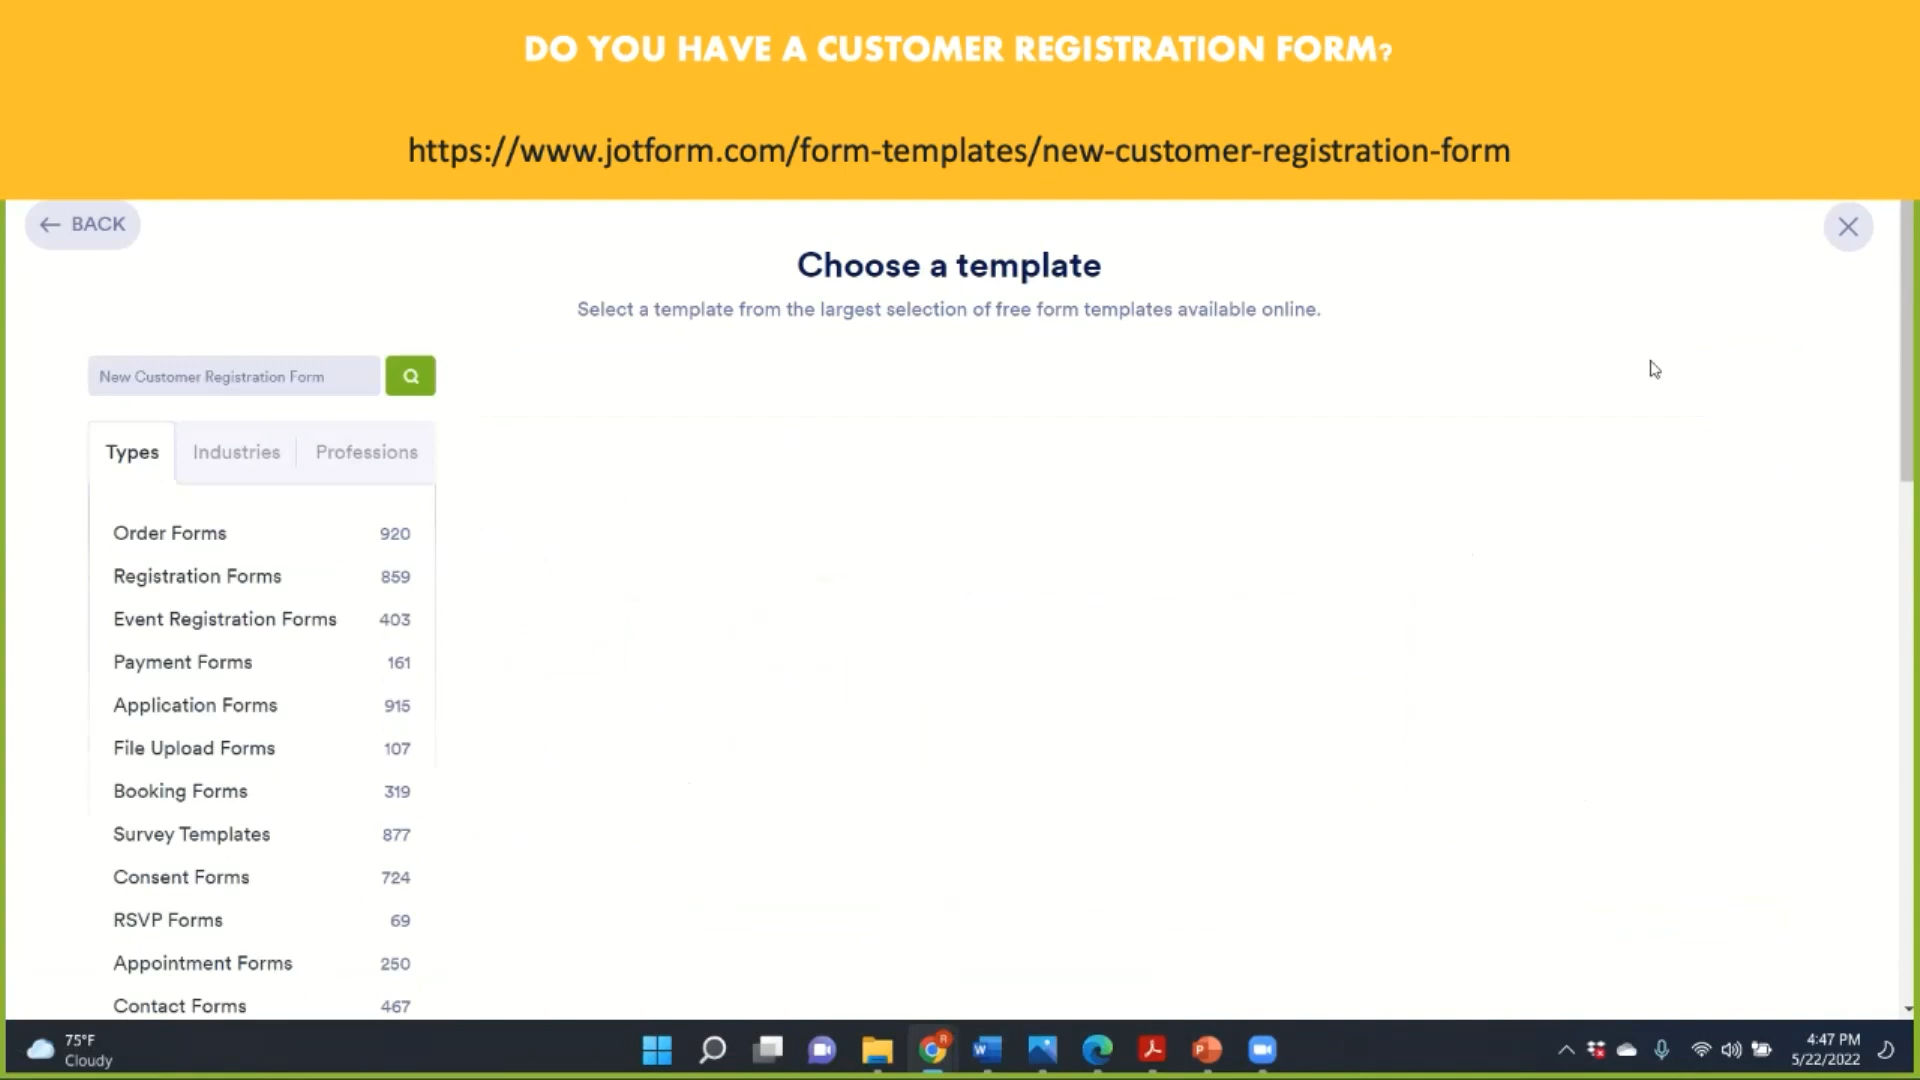 DO YOU HAVE A CUSTOMER REGISTRATION FORM?
https://www.jotform.com/form-templates/new-customer-registration-form
BACK
Choose a template
Select a template from the largest selection of free form templates available online.
New Customer Registration Form
Types Industries Professions
Order Forms 920
Registration Forms 859
Event Registration Forms 403
Payment Forms 161
Application Forms 915
File Upload Forms 107
Booking Forms 319
Survey Templates 877
Consent Forms 724
RSVP Forms 69
Appointment Forms 250
Contact Forms 467
75°F
Cloudy
4:47 PM
5/22/2022